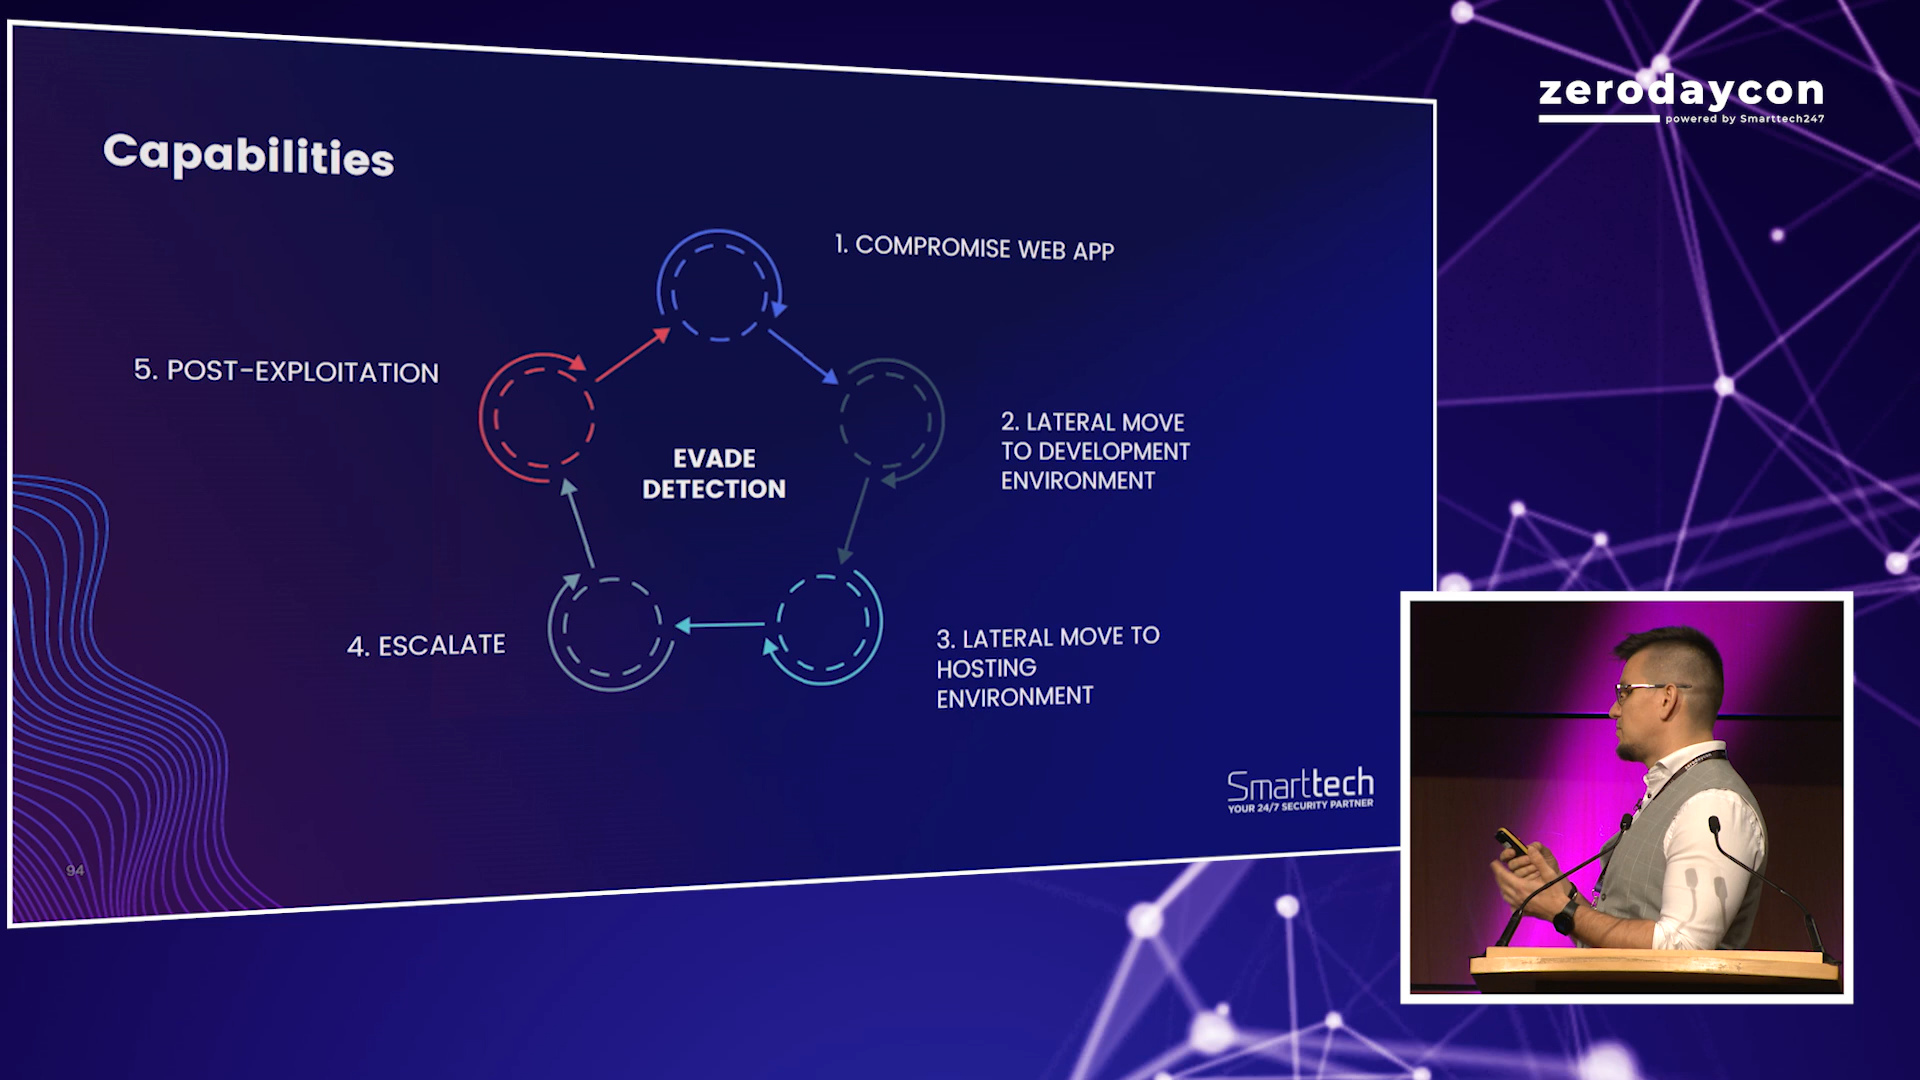 zerodaycon
powered by Smarttech247
Capabilities
1. COMPROMISE WEB APP
5. POST-EXPLOITATION
EVADE
DETECTION
2. LATERAL MOVE
TO DEVELOPMENT
ENVIRONMENT
4. ESCALATE
3. LATERAL MOVE TO
HOSTING
ENVIRONMENT
Smarttech
YOUR 24/7 SECURITY PARTNER
94